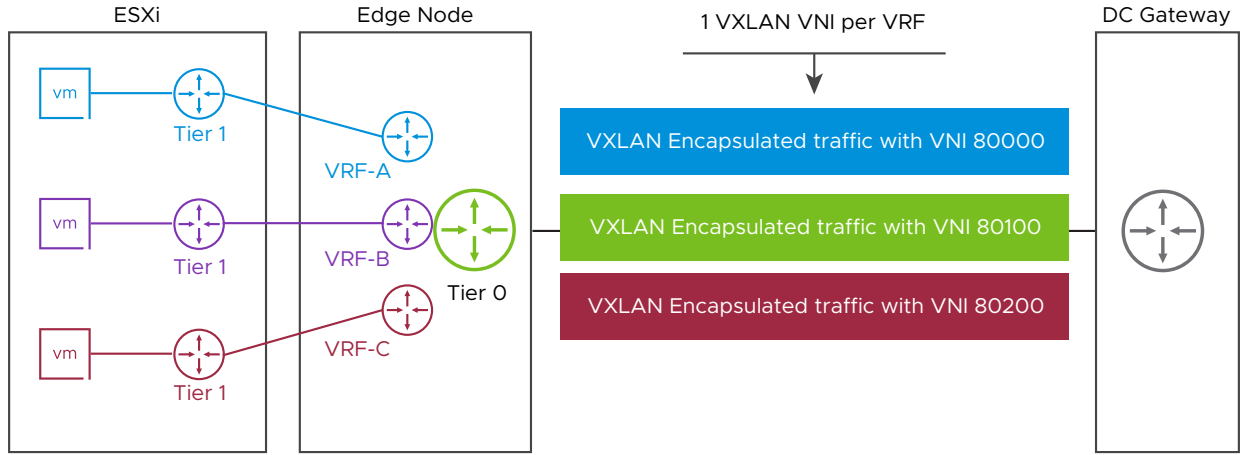 ESXi
Edge Node
1 VXLAN VNI per VRF
DC Gateway
vm
Tier 1
VRF-A
VXLAN Encapsulated traffic with VNI 80000
vm
Tier 1
VRF-B
Tier 0
VXLAN Encapsulated traffic with VNI 80100
VXLAN Encapsulated traffic with VNI 80200
vm
Tier 1
VRF-C